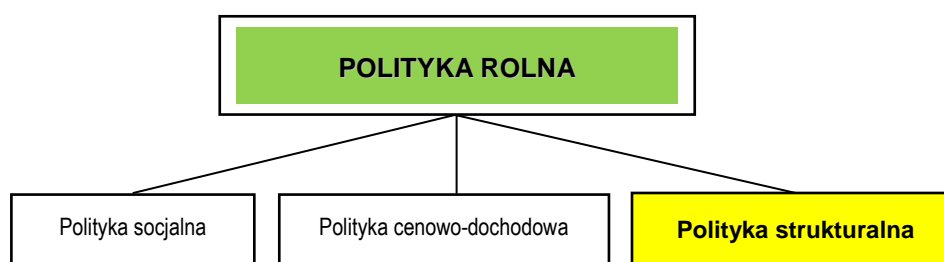 POLITYKA ROLNA
Polityka socjalna
Polityka cenowo-dochodowa
Polityka strukturalna